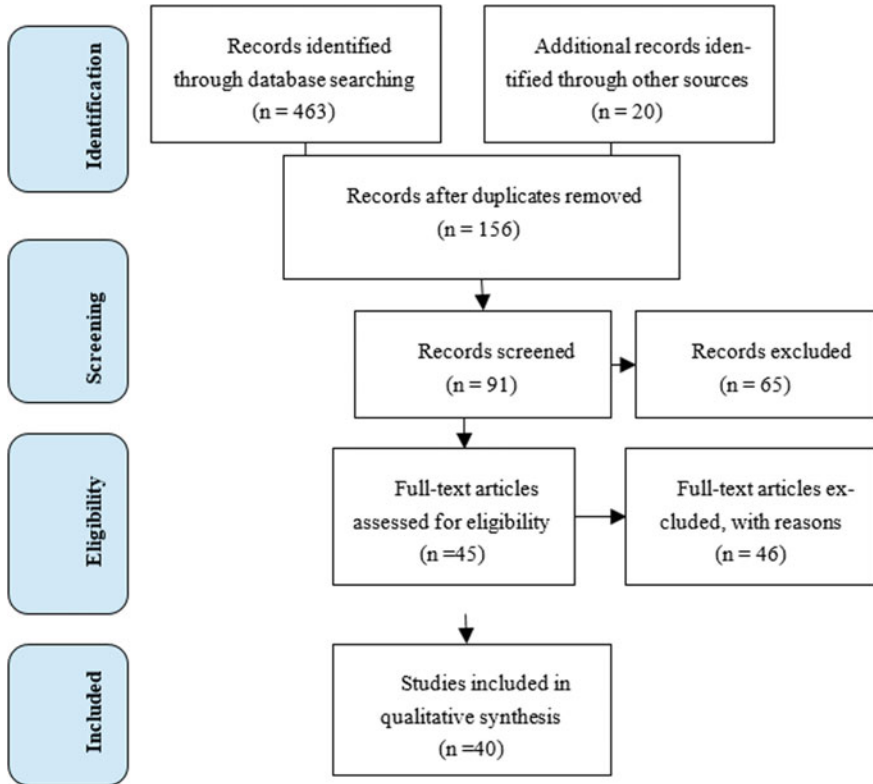 Identification
Records identified
through database searching
(n = 463)
Additional records iden-
tified through other sources
(n = 20)
Records after duplicates removed
(n = 156)
Screening
Records screened
(n = 91)
Records excluded
(n = 65)
Eligibility
Full-text articles
assessed for eligibility
(n =45)
Full-text articles ex-
cluded, with reasons
(n = 46)
Included
Studies included in
qualitative synthesis
(n =40)